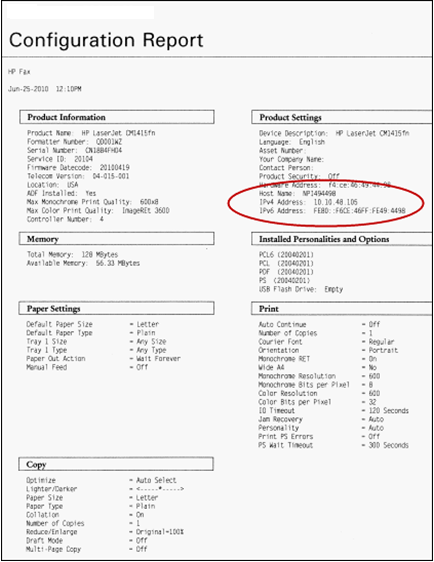 Configuration Report
HP Fax
Jun-25-2010 12:10PM
Product Information
Product Name: HP LaserJet CM1415fn
Formatter Number: QD001WZ
Serial Number: CN1884FH04
Service ID: 20104
Firmware Datecode: 20100419
Telecom Version: 04-015-001
Location: USA
ADF Installed: Yes
Max Monochrome Print Quality: 600x8
Max Color Print Quality: ImageREt 3600
Controller Number: 4
Memory
Total Memory: 128 MBytes
Available Memory: 56.33 MBytes
Paper Settings
Default Paper Size = Letter
Default Paper Type = Plain
Tray 1 Size = Any Size
Tray 1 Type = Any Type
Paper Out Action = Wait Forever
Manual Feed = Off
Copy
Optimize = Auto Select
Lighter/Darker = <-----*----->
Paper Size = Letter
Paper Type = Plain
Collation = On
Number of Copies = 1
Reduce/Enlarge = Original=100%
Draft Mode = Off
Multi-Page Copy = Off
Product Settings
Device Description: HP LaserJet CM1415fn
Language: English
Asset Number:
Your Company Name:
Contact Person:
Product Security: Off
Hardware Address: f4:ce:46:49:44:98
Host Name: NPI494498
IPv4 Address: 10.10.48.105
IPv6 Address: FE80::F6CE:46FF:FE49:4498
Installed Personalities and Options
PCL6 (20040201)
PCL (20040201)
PDF (20040201)
PS (20040201)
USB Flash Drive: Empty
Print
Auto Continue = Off
Number of Copies = 1
Courier Font = Regular
Orientation = Portrait
Monochrome RET = On
Wide A4 = No
Monochrome Resolution = 600
Monochrome Bits per Pixel = 8
Color Resolution = 600
Color Bits per Pixel = 32
IO Timeout = 120 Seconds
Jam Recovery = Auto
Personality = Auto
Print PS Errors = Off
PS Wait Timeout = 300 Seconds